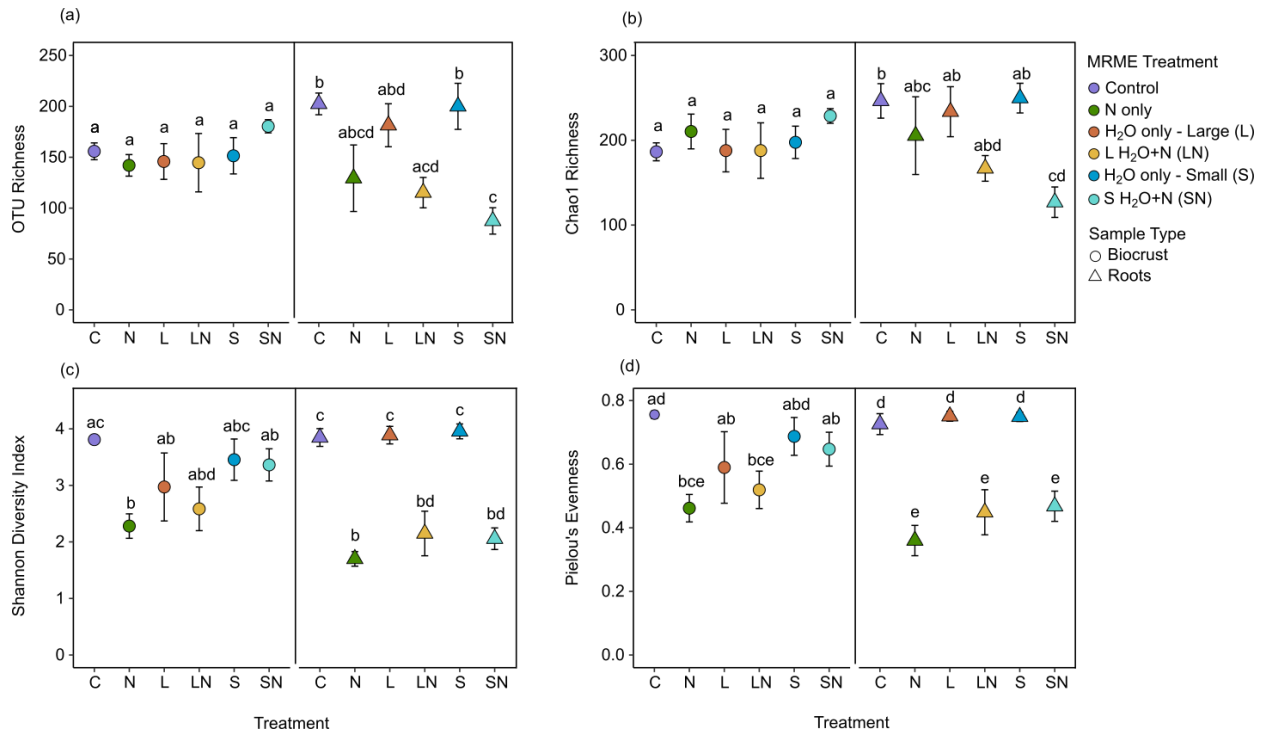 (a)
OTU Richness
250
200
150
100
50
0
a a a a a a
b abcd abd acd b c
C N L LN S SN C N L LN S SN
(b)
Chao1 Richness
300
200
100
0
a a a a a a
b abc ab abd ab cd
C N L LN S SN C N L LN S SN
MRME Treatment
Control
N only
H₂O only - Large (L)
L H₂O+N (LN)
H₂O only - Small (S)
S H₂O+N (SN)
Sample Type
Biocrust
Roots
(c)
Shannon Diversity Index
4
3
2
1
0
ac b ab abd abc ab
c b c bd c bd
C N L LN S SN C N L LN S SN
Treatment
(d)
Pielou's Evenness
0.8
0.6
0.4
0.2
0.0
ad bce ab bce abd ab
d e d e d e
C N L LN S SN C N L LN S SN
Treatment